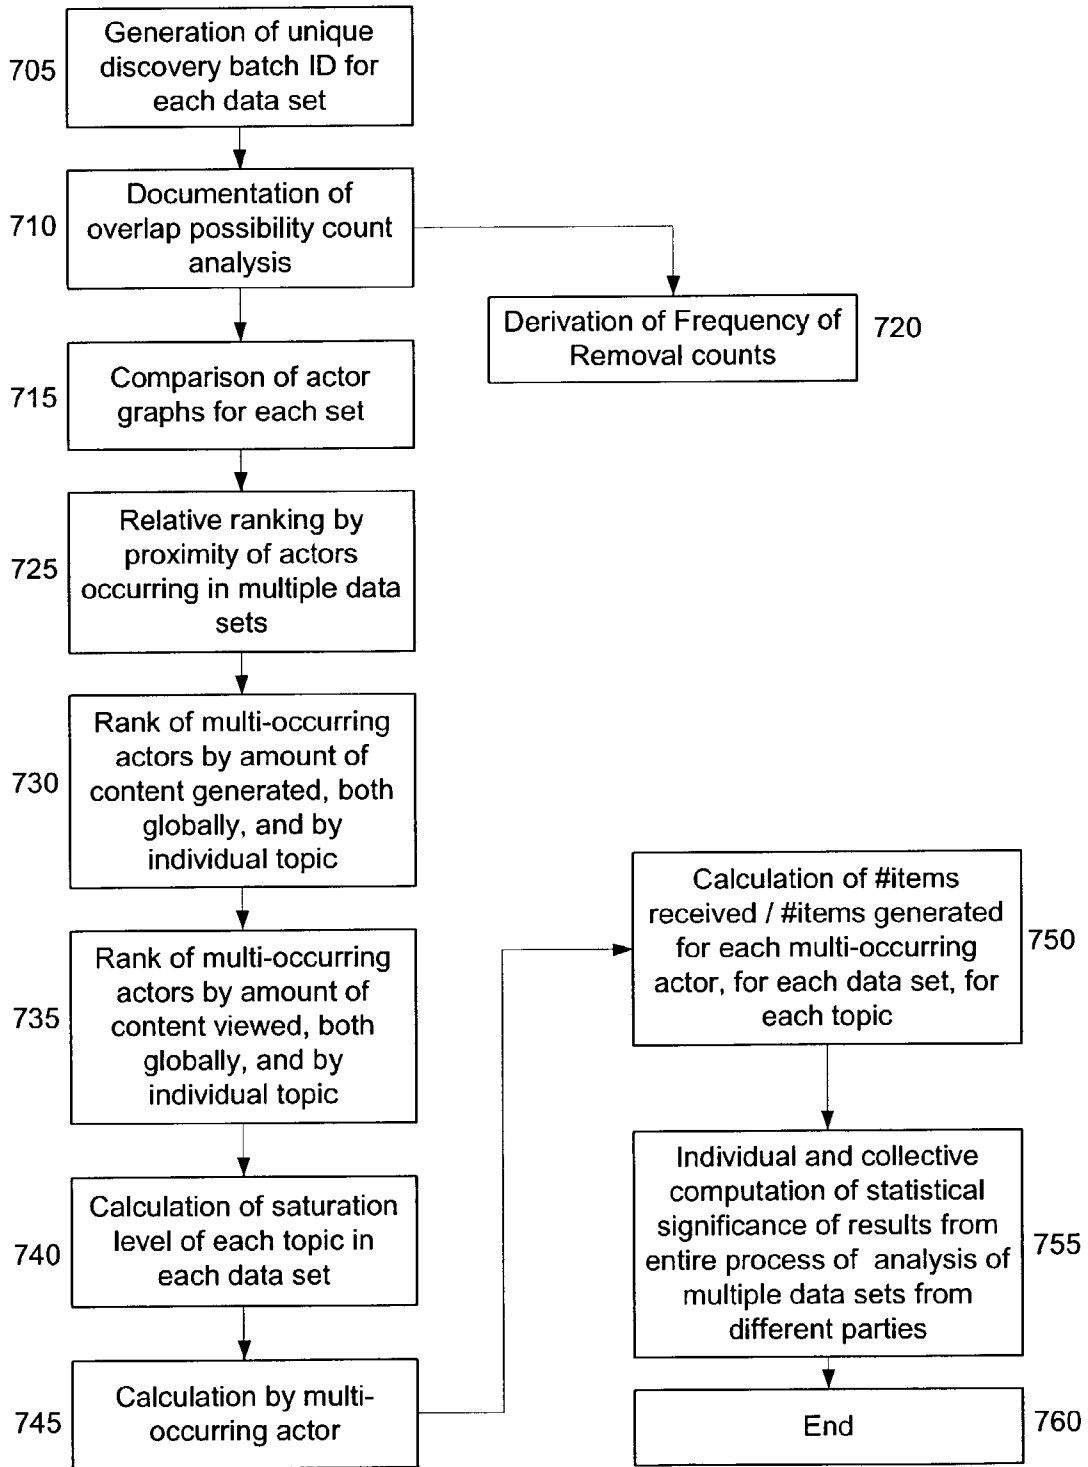 705
Generation of unique
discovery batch ID for
each data set
710
Documentation of
overlap possibility count
analysis
Derivation of Frequency of
Removal counts
720
715
Comparison of actor
graphs for each set
725
Relative ranking by
proximity of actors
occurring in multiple data
sets
730
Rank of multi-occurring
actors by amount of
content generated, both
globally, and by
individual topic
735
Rank of multi-occurring
actors by amount of
content viewed, both
globally, and by
individual topic
740
Calculation of saturation
level of each topic in
each data set
745
Calculation by multi-
occurring actor
Calculation of #items
received / #items generated
for each multi-occurring
actor, for each data set, for
each topic
750
Individual and collective
computation of statistical
significance of results from
entire process of analysis of
multiple data sets from
different parties
755
End
760